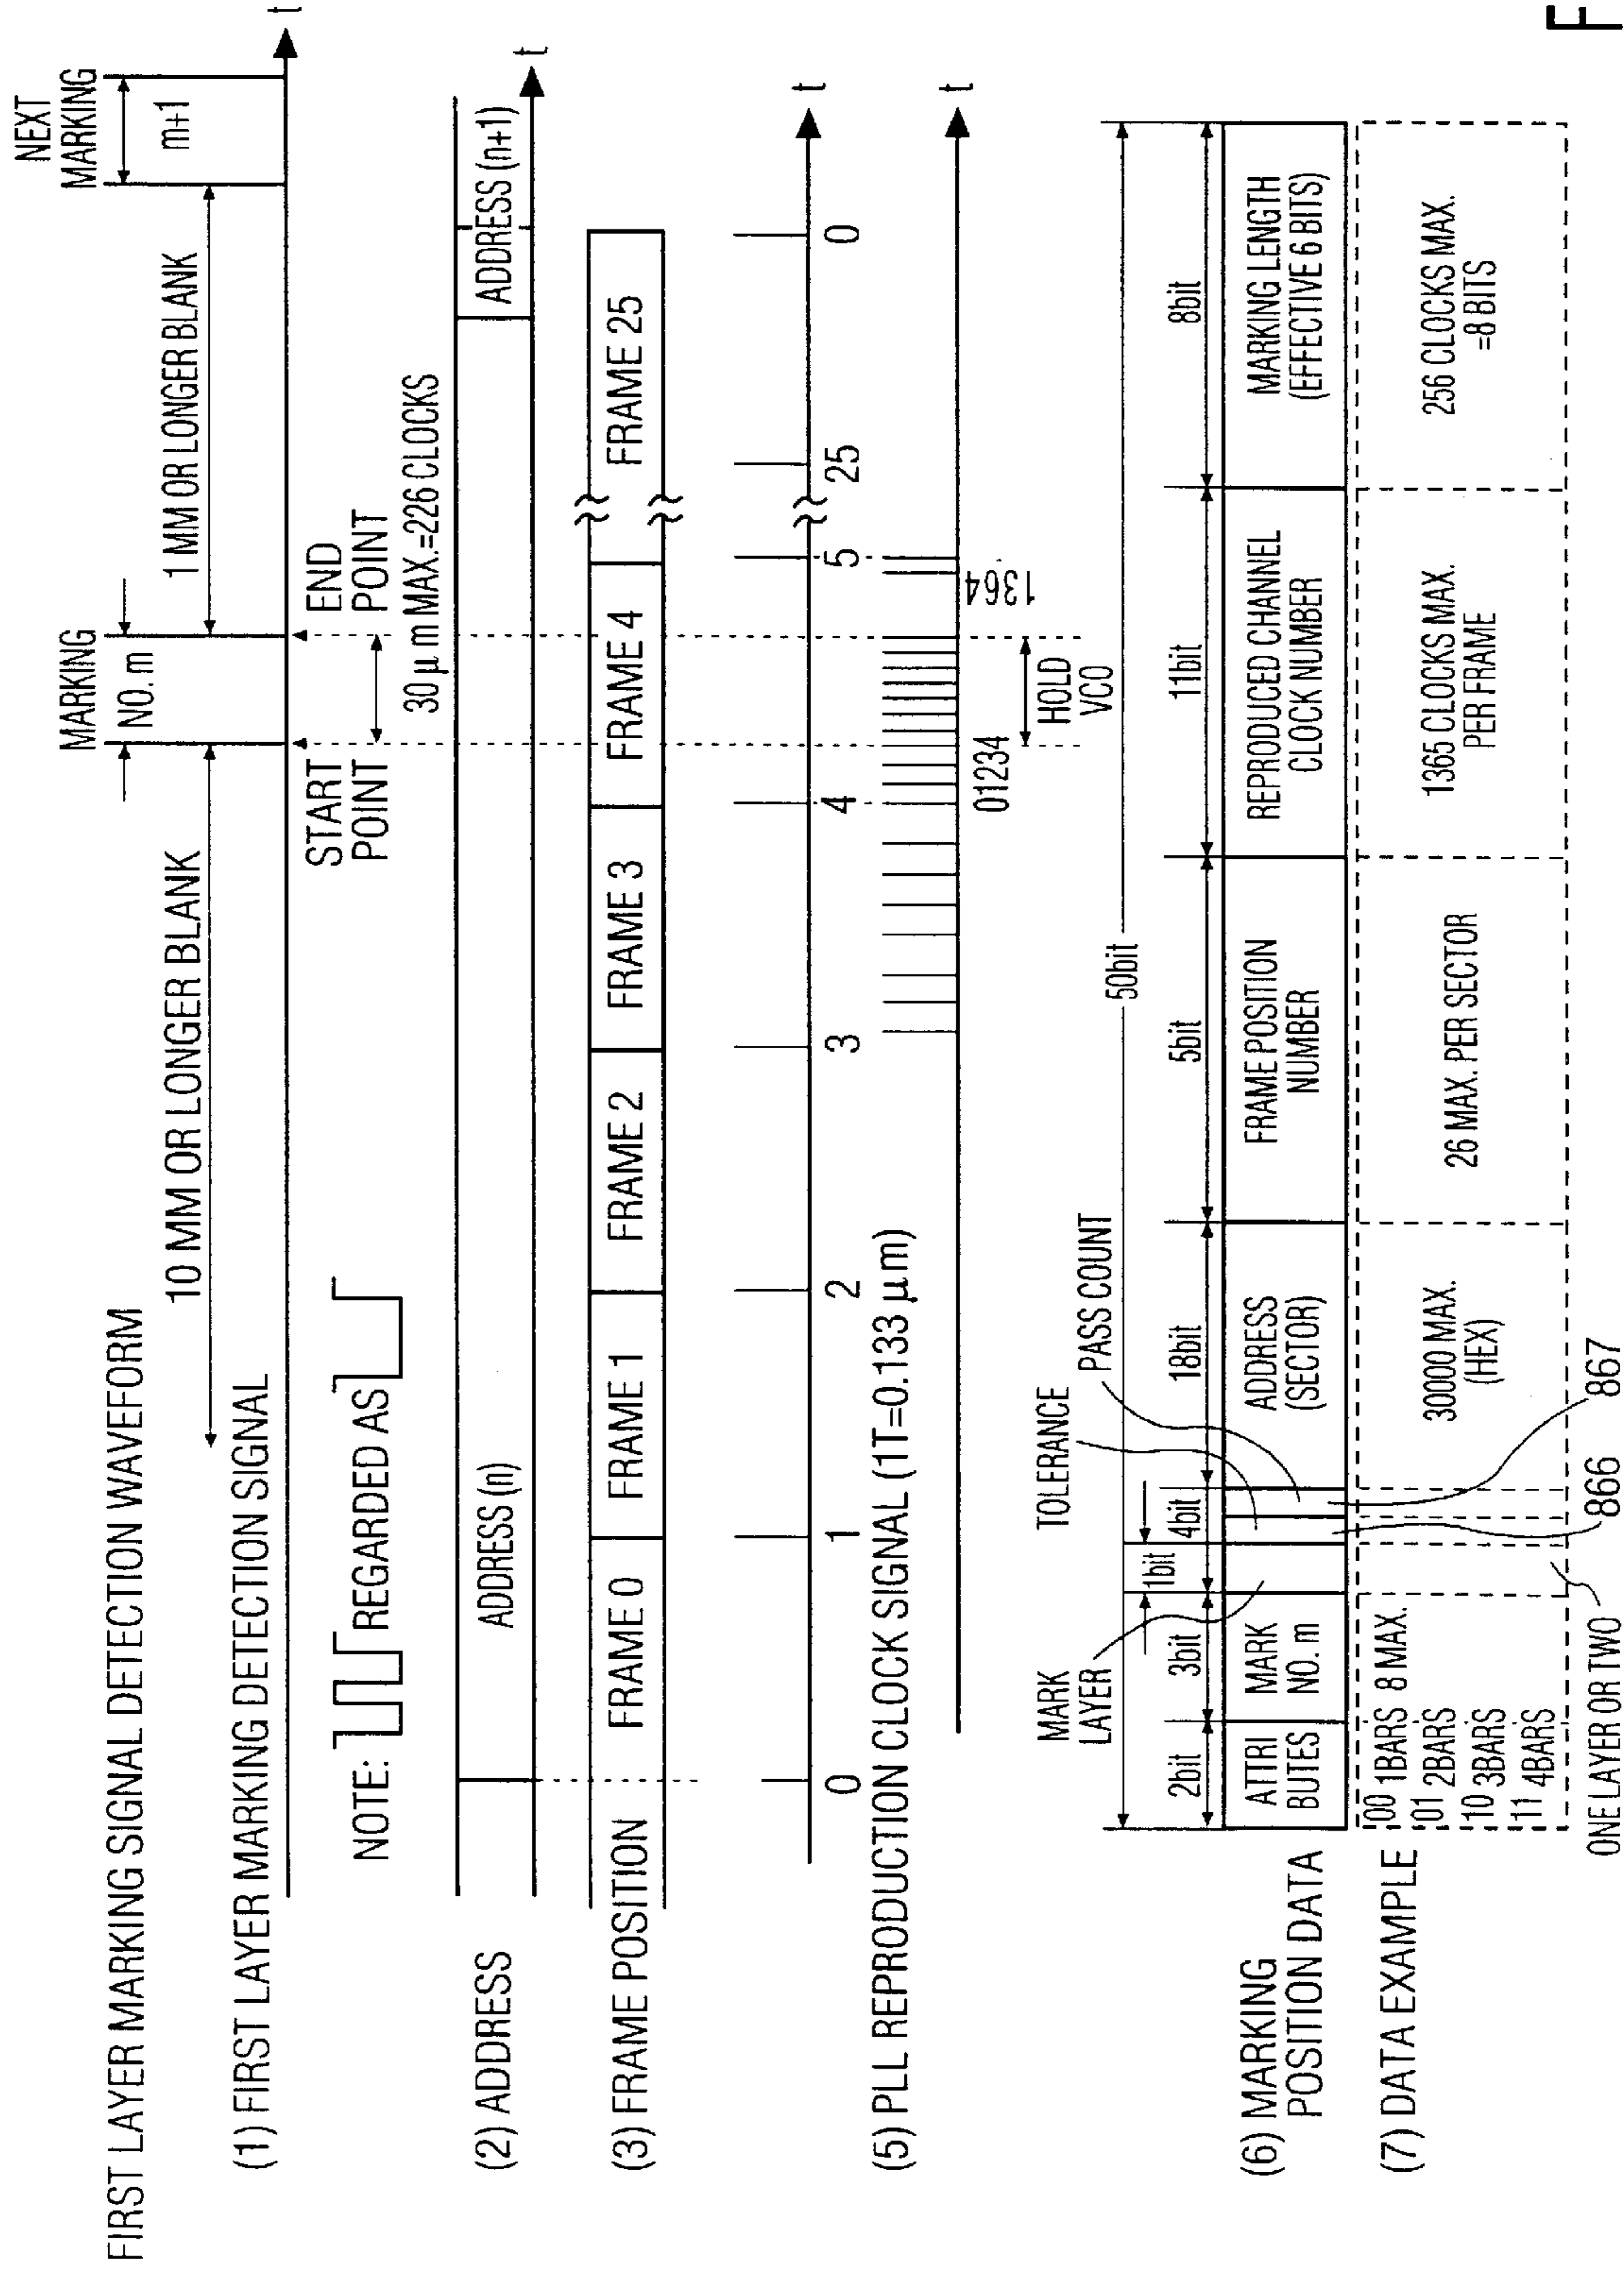 FIRST LAYER MARKING SIGNAL DETECTION WAVEFORM
10 MM OR LONGER BLANK
MARKING
NO. m
1 MM OR LONGER BLANK
NEXT
MARKING
m+1
(1) FIRST LAYER MARKING DETECTION SIGNAL
t
START
POINT
END
POINT
NOTE:
REGARDED AS
30 μm MAX.=226 CLOCKS
(2) ADDRESS
ADDRESS (n)
ADDRESS (n+1)
t
(3) FRAME POSITION
FRAME 0
FRAME 1
FRAME 2
FRAME 3
FRAME 4
FRAME 25
t
0
1
2
3
4
5
25
0
(5) PLL REPRODUCTION CLOCK SIGNAL (1T=0.133 μm)
t
01234
1364
HOLD
VCO
MARK
LAYER
TOLERANCE
PASS COUNT
50bit
2bit
3bit
1bit
4bit
18bit
5bit
11bit
8bit
(6) MARKING
POSITION DATA
ATTRI
BUTES
MARK
NO. m
ADDRESS
(SECTOR)
FRAME POSITION
NUMBER
REPRODUCED CHANNEL
CLOCK NUMBER
MARKING LENGTH
(EFFECTIVE 6 BITS)
(7) DATA EXAMPLE
00 1BARS
01 2BARS
10 3BARS
11 4BARS
8 MAX.
30000 MAX.
(HEX)
26 MAX. PER SECTOR
1365 CLOCKS MAX.
PER FRAME
256 CLOCKS MAX.
=8 BITS
ONE LAYER OR TWO
866
867
F